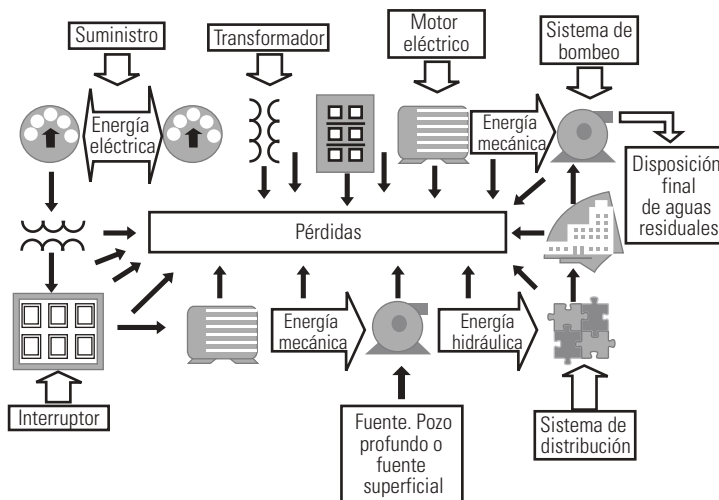 Suministro
Transformador
Motor
eléctrico
Sistema de
bombeo
Energía
eléctrica
Energía
mecánica
Disposición
final
de aguas
residuales
Pérdidas
Energía
mecánica
Energía
hidráulica
Interruptor
Fuente. Pozo
profundo o
fuente
superficial
Sistema de
distribución